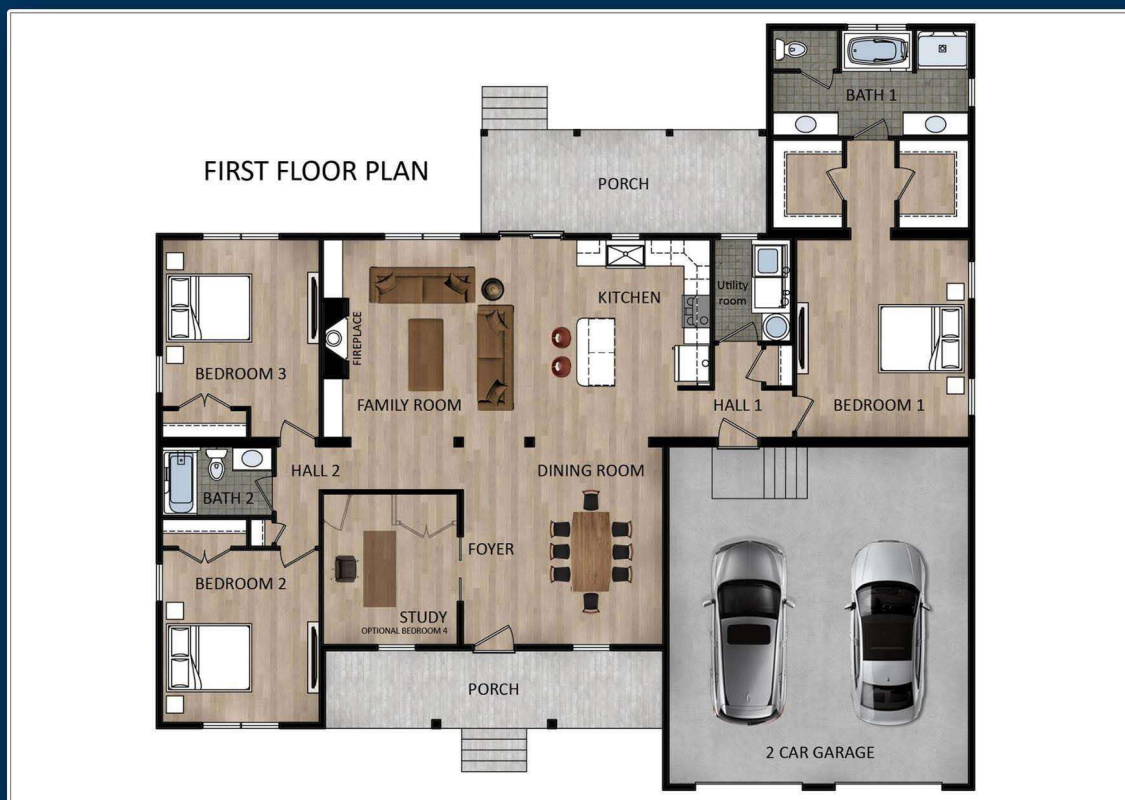 BATH 1
FIRST FLOOR PLAN
PORCH
Utility
room
KITCHEN
FIREPLACE
BEDROOM 3
FAMILY ROOM
HALL 1
BEDROOM 1
HALL 2
DINING ROOM
BATH 2
FOYER
BEDROOM 2
STUDY
OPTIONAL BEDROOM 4
PORCH
2 CAR GARAGE